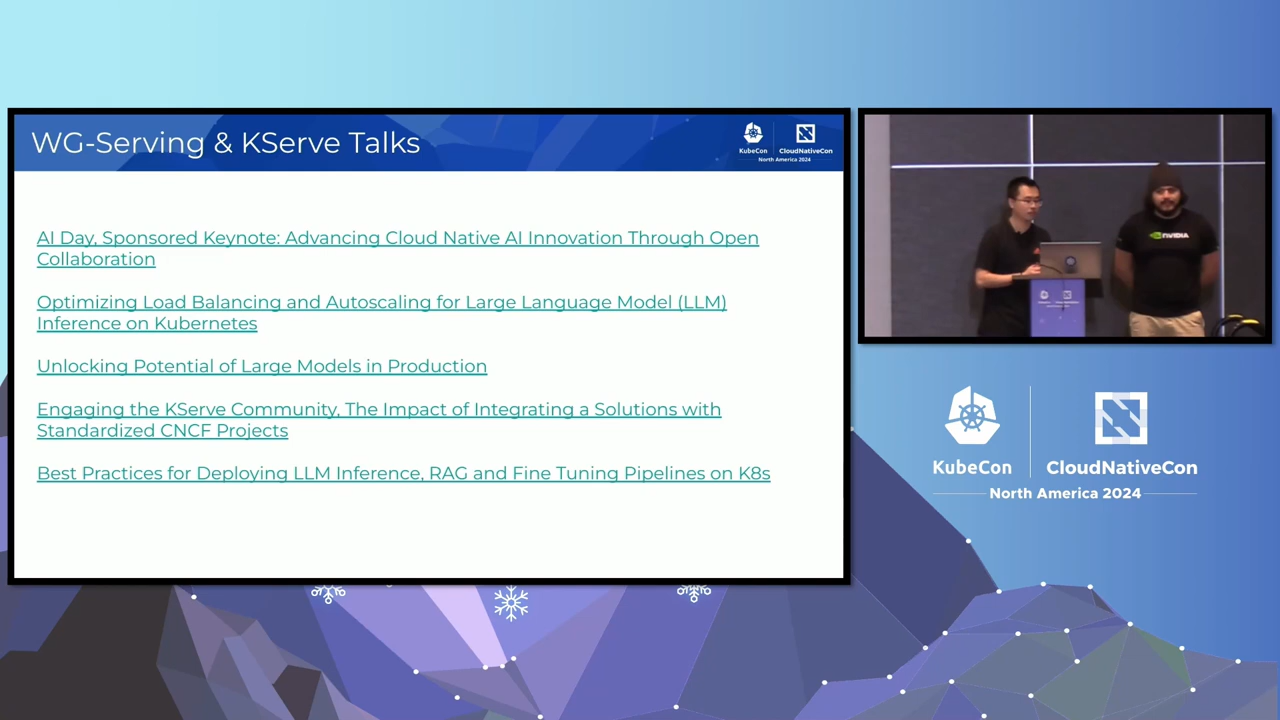 WG-Serving & KServe Talks
KubeCon
CloudNativeCon
North America 2024
AI Day, Sponsored Keynote: Advancing Cloud Native AI Innovation Through Open
Collaboration
Optimizing Load Balancing and Autoscaling for Large Language Model (LLM)
Inference on Kubernetes
Unlocking Potential of Large Models in Production
Engaging the KServe Community, The Impact of Integrating a Solutions with
Standardized CNCF Projects
Best Practices for Deploying LLM Inference, RAG and Fine Tuning Pipelines on K8s
NVIDIA
KubeCon
CloudNativeCon
North America 2024